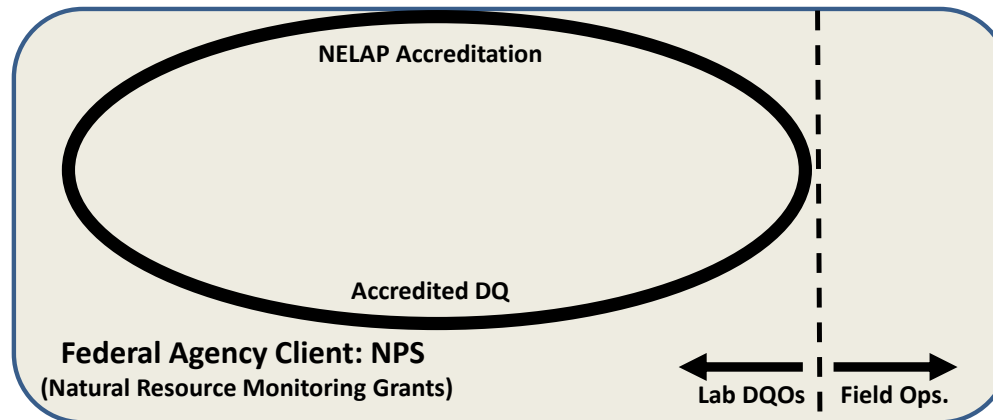 NELAP Accreditation
Accredited DQ
Federal Agency Client: NPS
(Natural Resource Monitoring Grants)
Lab DQOs
Field Ops.